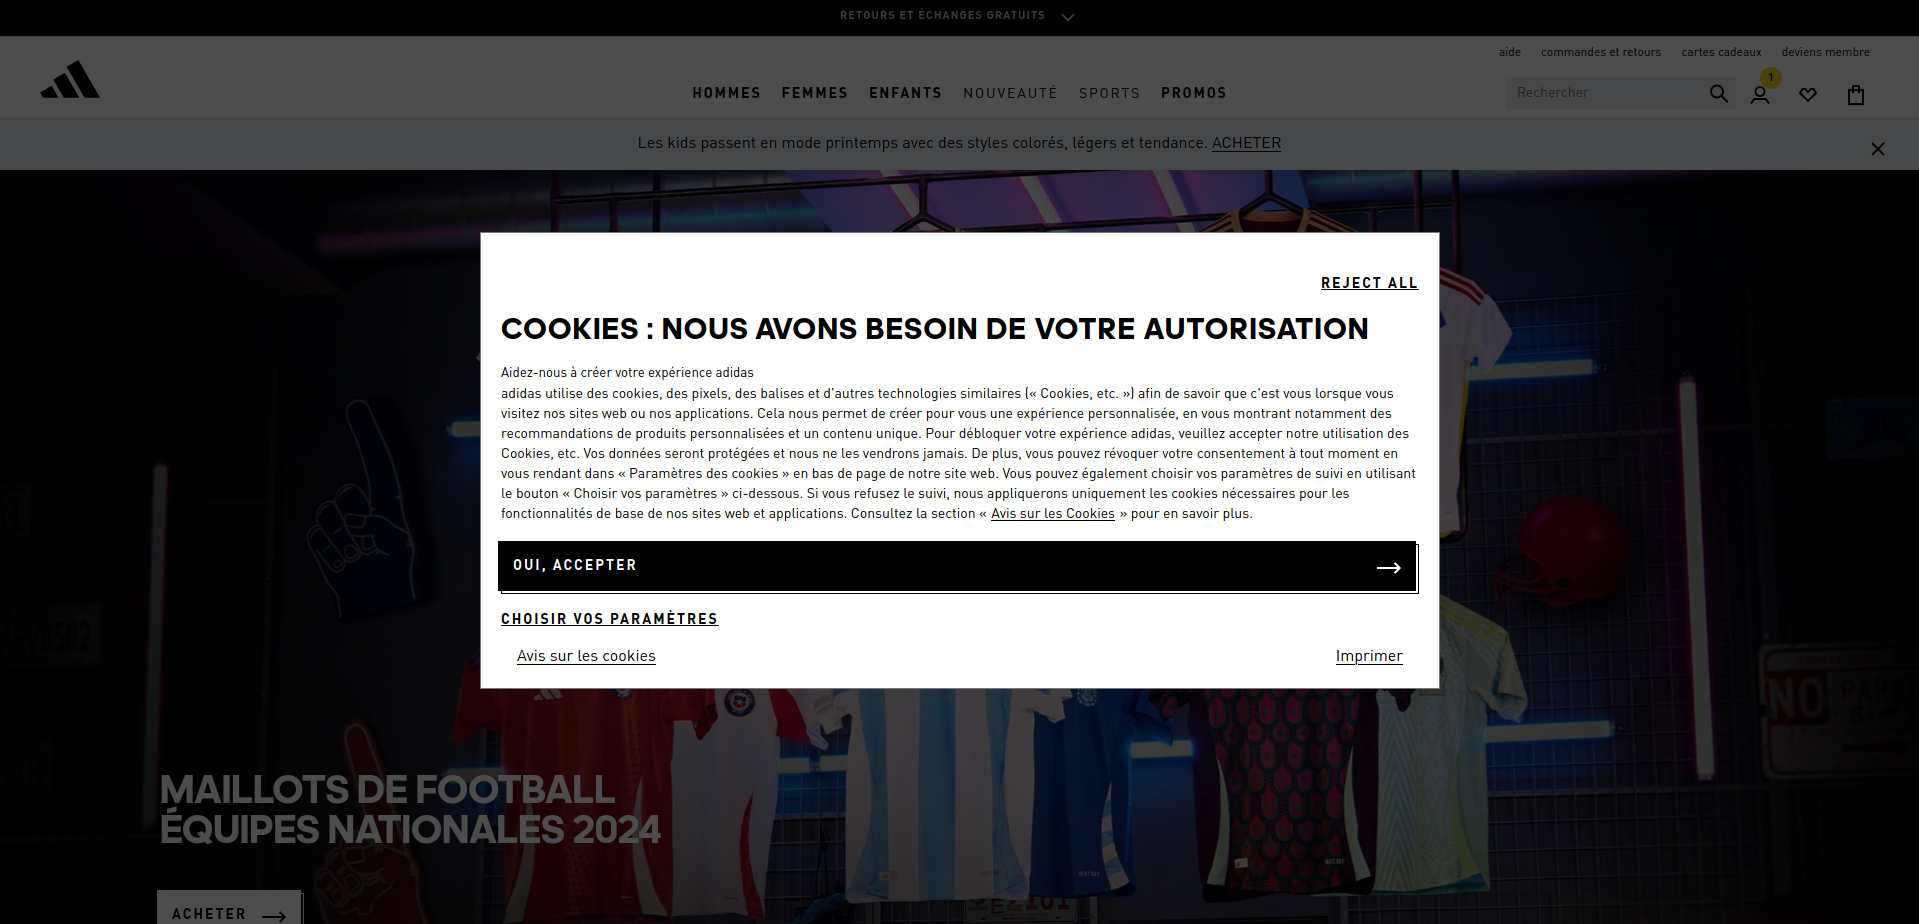 RETOURS ET ÉCHANGES GRATUITS
aide commandes et retours cartes cadeaux deviens membre
HOMMES FEMMES ENFANTS NOUVEAUTÉ SPORTS PROMOS
Rechercher
1
Les kids passent en mode printemps avec des styles colorés, légers et tendance. ACHETER
REJECT ALL
COOKIES : NOUS AVONS BESOIN DE VOTRE AUTORISATION
Aidez-nous à créer votre expérience adidas
adidas utilise des cookies, des pixels, des balises et d'autres technologies similaires (« Cookies, etc. ») afin de savoir que c'est vous lorsque vous
visitez nos sites web ou nos applications. Cela nous permet de créer pour vous une expérience personnalisée, en vous montrant notamment des
recommandations de produits personnalisées et un contenu unique. Pour débloquer votre expérience adidas, veuillez accepter notre utilisation des
Cookies, etc. Vos données seront protégées et nous ne les vendrons jamais. De plus, vous pouvez révoquer votre consentement à tout moment en
vous rendant dans « Paramètres des cookies » en bas de page de notre site web. Vous pouvez également choisir vos paramètres de suivi en utilisant
le bouton « Choisir vos paramètres » ci-dessous. Si vous refusez le suivi, nous appliquerons uniquement les cookies nécessaires pour les
fonctionnalités de base de nos sites web et applications. Consultez la section « Avis sur les Cookies » pour en savoir plus.
OUI, ACCEPTER
CHOISIR VOS PARAMÈTRES
Avis sur les cookies
Imprimer
NO PARK
MAILLOTS DE FOOTBALL
ÉQUIPES NATIONALES 2024
ACHETER